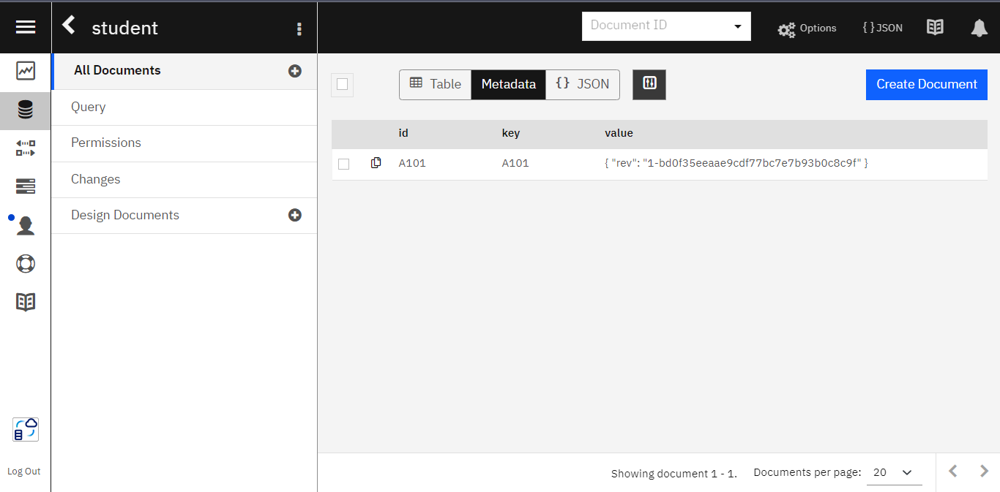 student
Document ID
Options
{ } JSON
All Documents
Query
Permissions
Changes
Design Documents
Log Out
Table
Metadata
{} JSON
Create Document
id key value
A101 A101 { "rev": "1-bd0f35eeaae9cdf77bc7e7b93b0c8c9f" }
Showing document 1 - 1.
Documents per page: 20